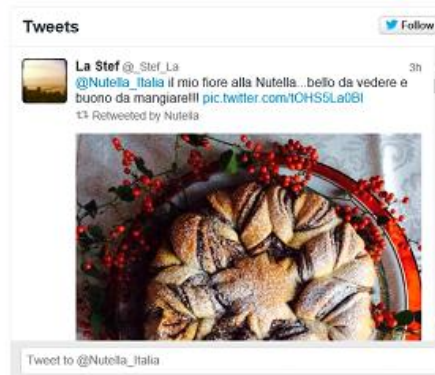 Tweets
Follow
La Stef @_Stef_La 3h
@Nutella_Italia il mio fiore alla Nutella...bello da vedere e
buono da mangiare!!!! pic.twitter.com/tOHS5La0Bl
Retweeted by Nutella
Tweet to @Nutella_Italia